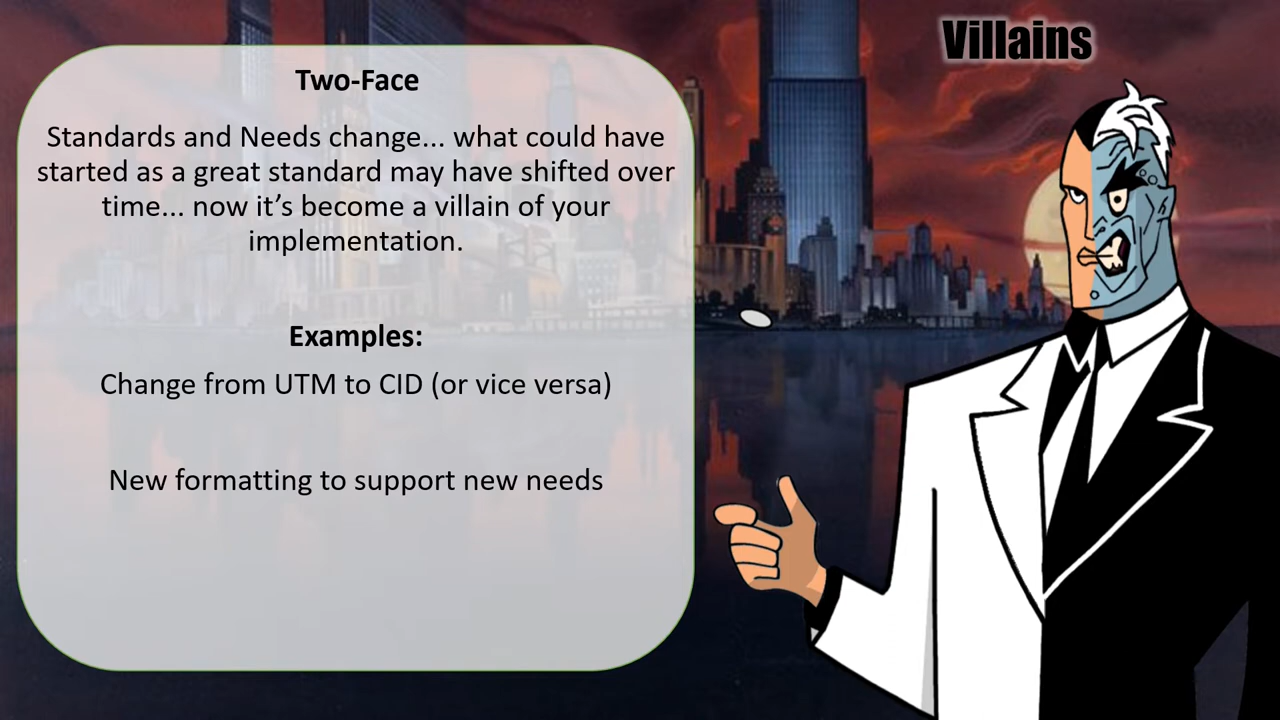 Villains
Two-Face
Standards and Needs change... what could have
started as a great standard may have shifted over
time... now it’s become a villain of your
implementation.
Examples:
Change from UTM to CID (or vice versa)
New formatting to support new needs